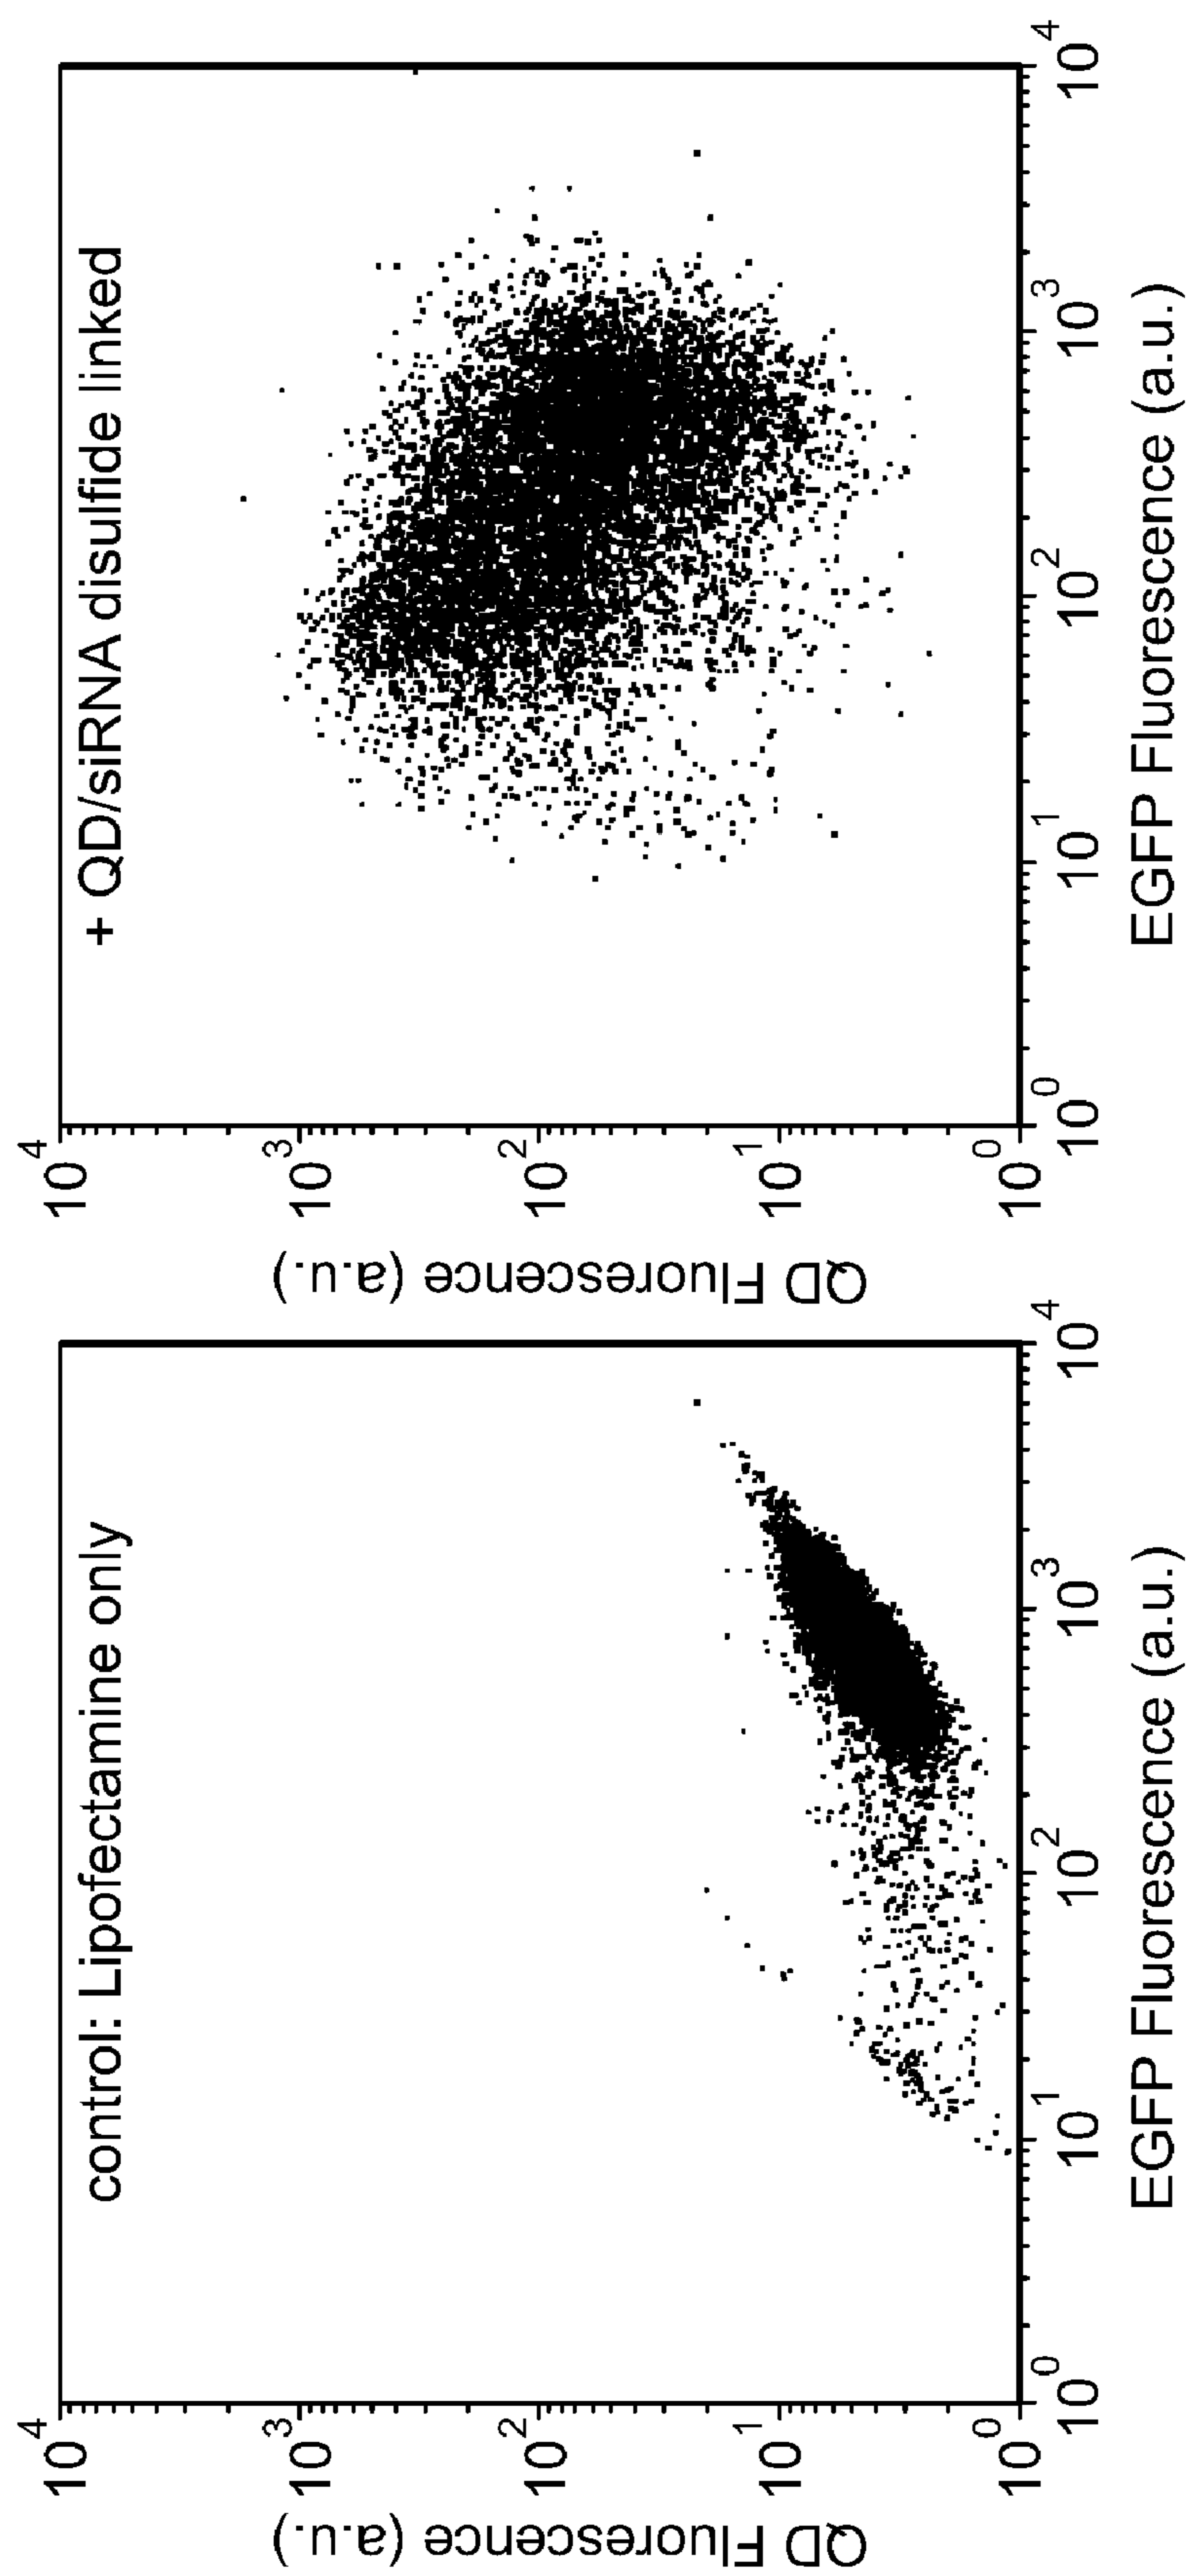 control: Lipofectamine only
QD Fluorescence (a.u.)
10^4
10^3
10^2
10^1
10^0
10^0 10^1 10^2 10^3 10^4
EGFP Fluorescence (a.u.)
+ QD/siRNA disulfide linked
QD Fluorescence (a.u.)
10^4
10^3
10^2
10^1
10^0
10^0 10^1 10^2 10^3 10^4
EGFP Fluorescence (a.u.)